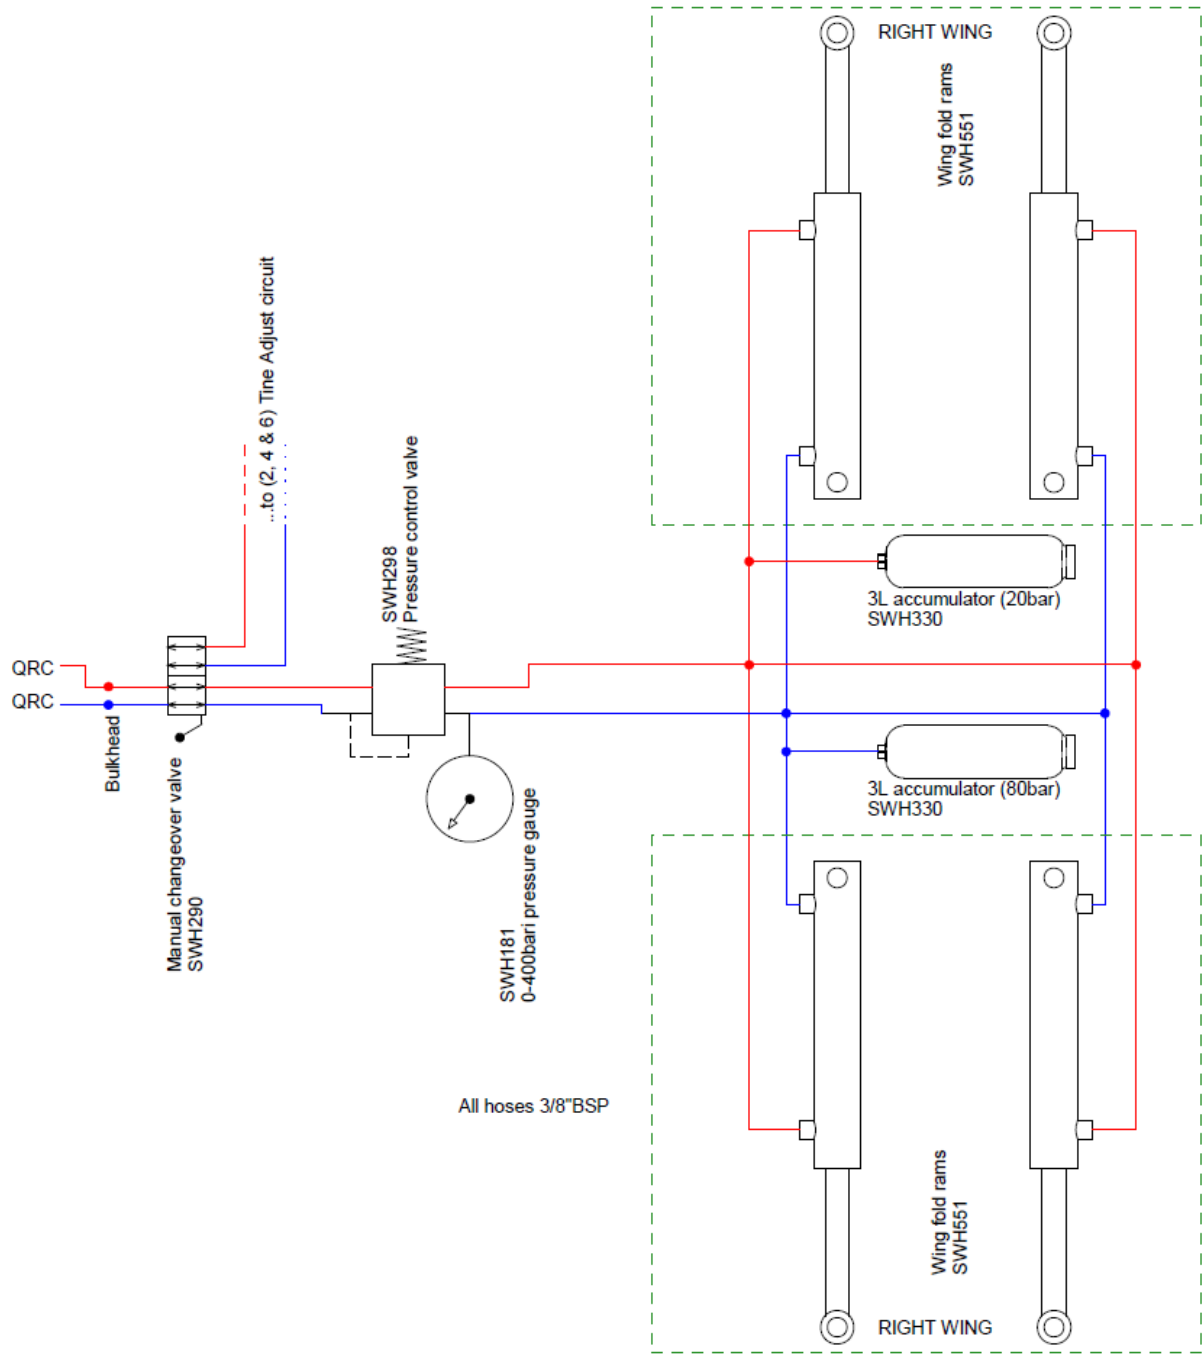 RIGHT WING
Wing fold rams
SWH551
...to (2, 4 & 6) Tine Adjust circuit
SWH298
Pressure control valve
3L accumulator (20bar)
SWH330
QRC
QRC
Bulkhead
Manual changeover valve
SWH290
3L accumulator (80bar)
SWH330
SWH181
0-400bari pressure gauge
All hoses 3/8"BSP
Wing fold rams
SWH551
RIGHT WING